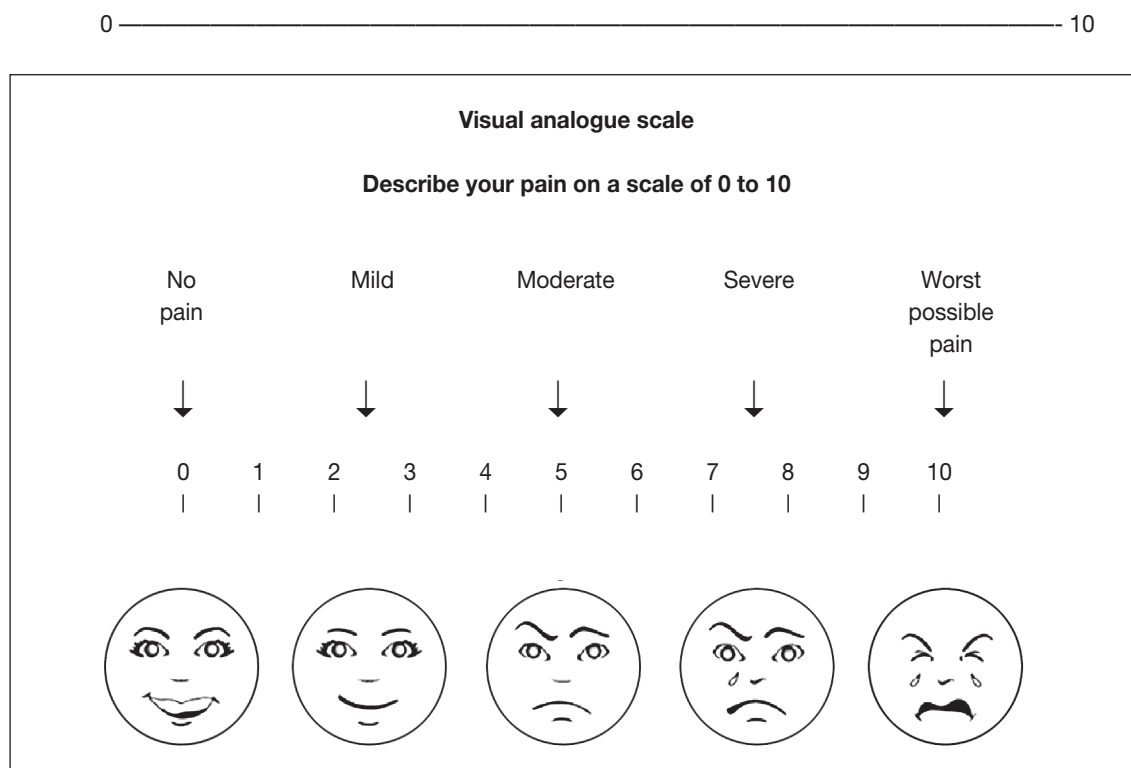 0 ——————————————————————————————- 10
Visual analogue scale
Describe your pain on a scale of 0 to 10
No Mild Moderate Severe Worst
pain possible
pain
0 1 2 3 4 5 6 7 8 9 10